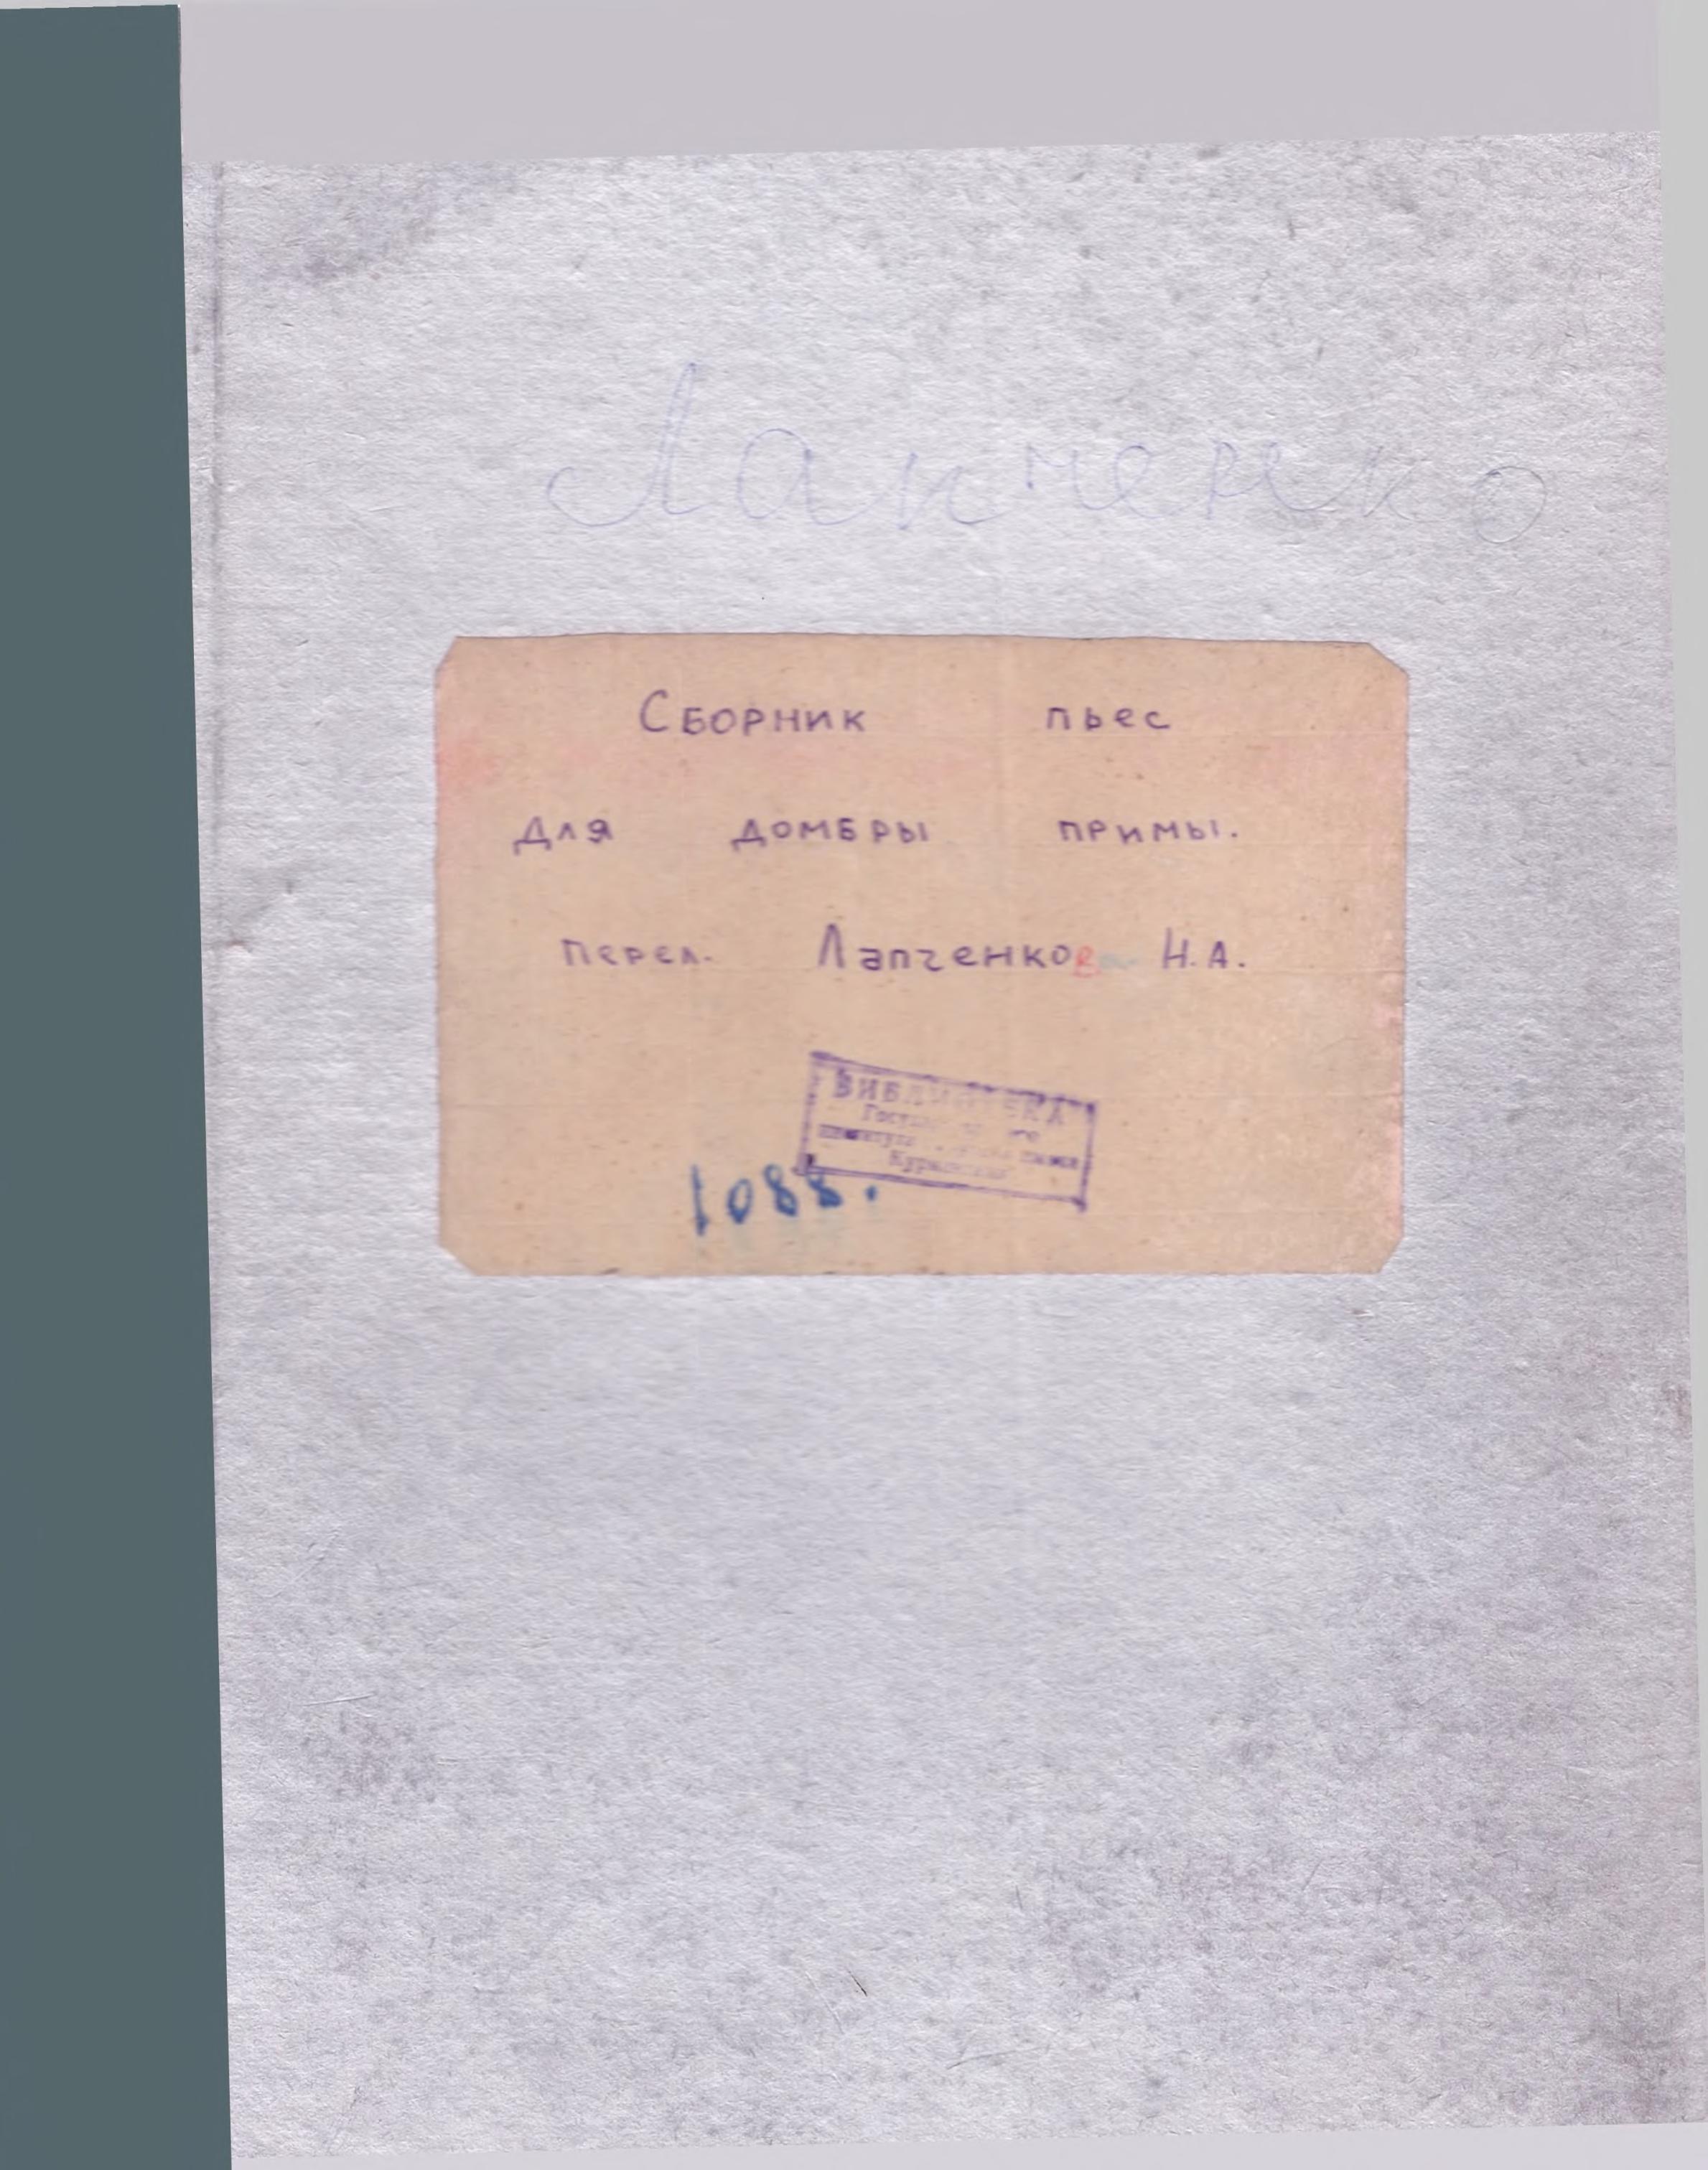 Лапченко
Сборник пьес
для домбры примы.
Перел. Лапченков Н.А.
БИБЛИОТЕКА
1088.